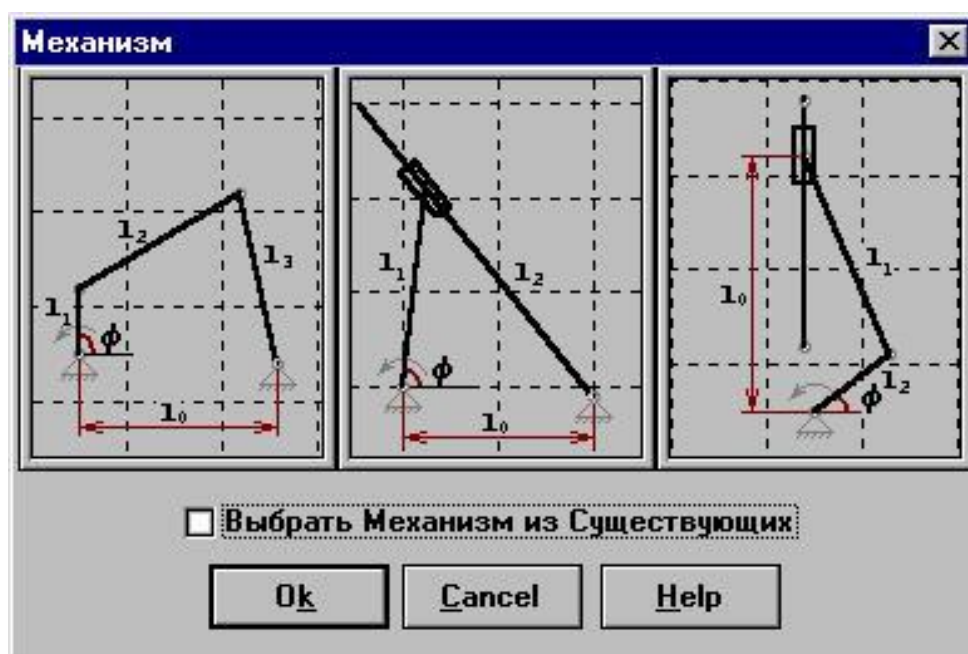 Механизм
l₂
l₃
l₁
ϕ
l₀
l₁
l₂
ϕ
l₀
l₁
l₀
l₂
ϕ
Выбрать Механизм из Существующих
Ok
Cancel
Help